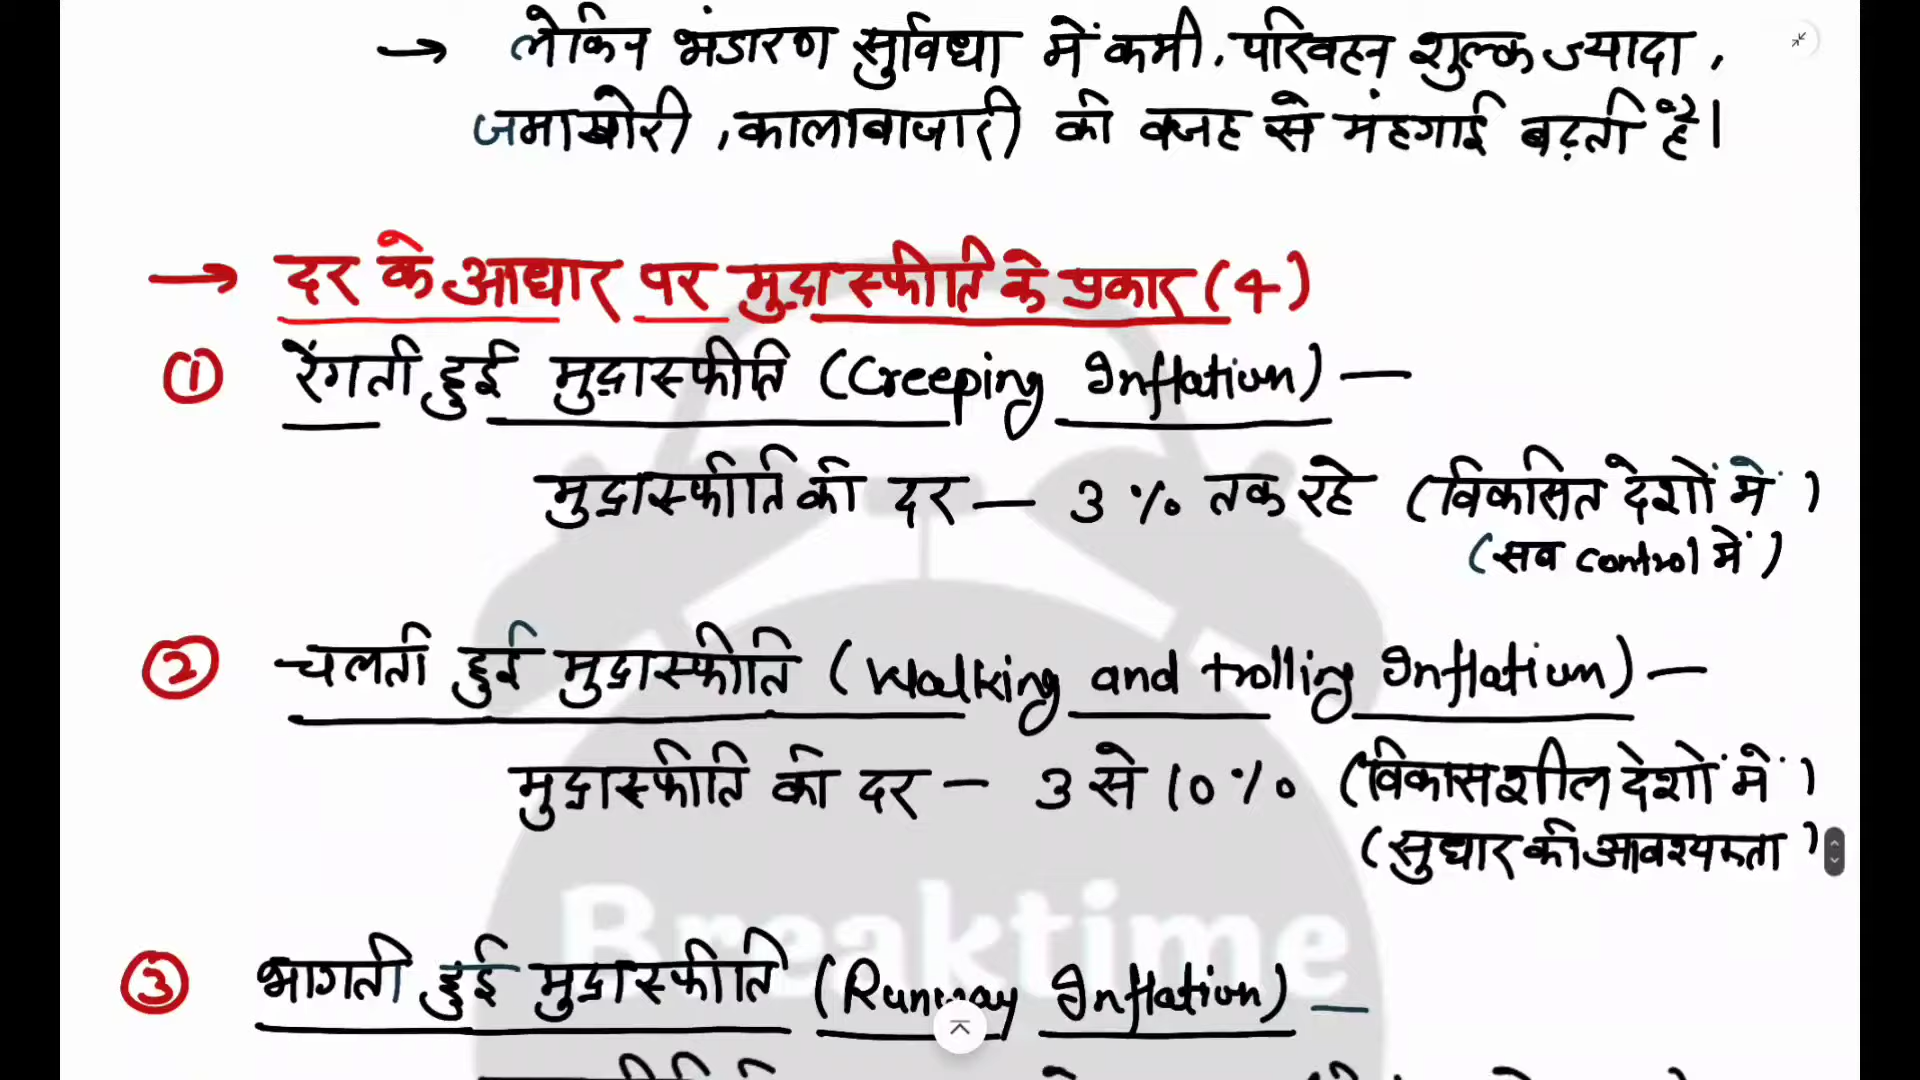 → लेकिन भंडारण सुविधा में कमी, परिवहन शुल्क ज्यादा,
जमाखोरी, कालाबाजारी की वजह से मंहगाई बढ़ती है।
→ दर के आधार पर मुद्रास्फीति के प्रकार (4)
① रेंगती हुई मुद्रास्फीति (Creeping Inflation) —
मुद्रास्फीति की दर — 3 % तक रहे (विकसित देशों में)
(सब control में)
② चलती हुई मुद्रास्फीति (Walking and trolling Inflation) —
मुद्रास्फीति की दर — 3 से 10 % (विकासशील देशों में)
(सुधार की आवश्यकता)
Breaktime
③ भागती हुई मुद्रास्फीति (Runway Inflation) —